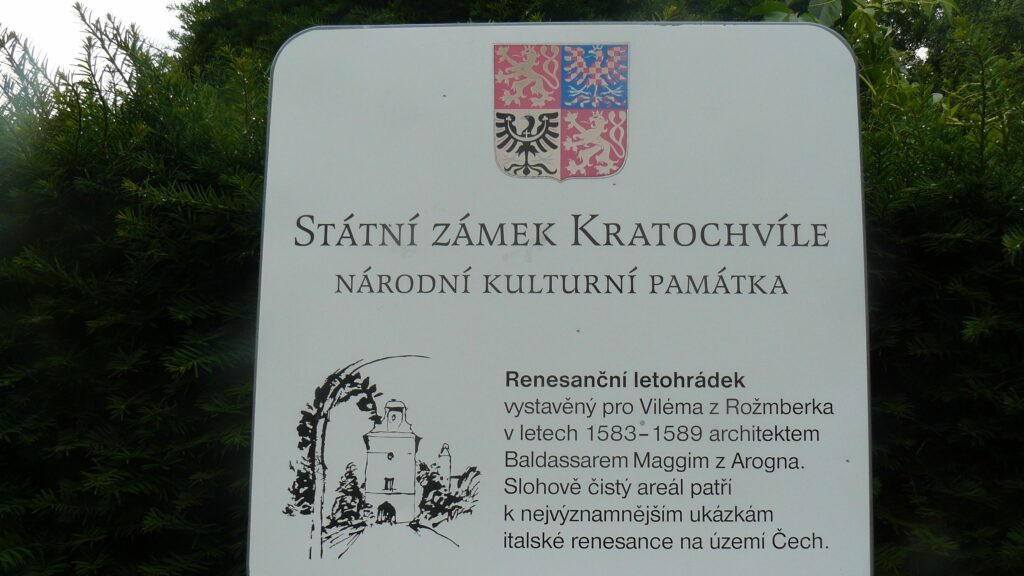 Státní zámek Kratochvíle
národní kulturní památka
Renesanční letohrádek
vystavěný pro Viléma z Rožmberka
v letech 1583–1589 architektem
Baldassarem Maggim z Arogna.
Slohově čistý areál patří
k nejvýznamnějším ukázkám
italské renesance na území Čech.